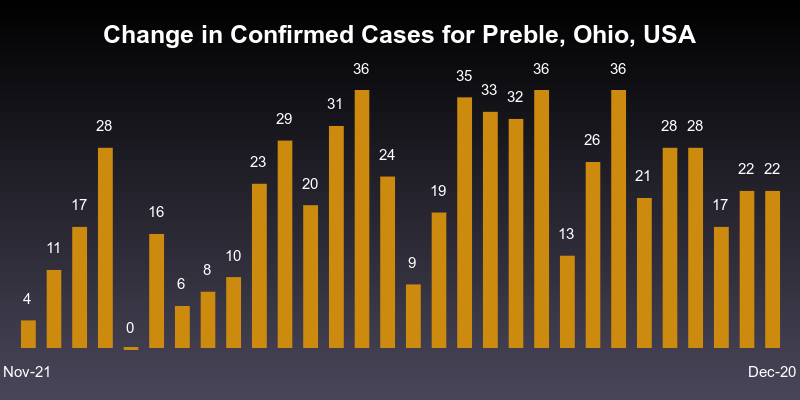 Change in Confirmed Cases for Preble, Ohio, USA
4 11 17 28 0 16 6 8 10 23 29 20 31 36 24 9 19 35 33 32 36 13 26 36 21 28 28 17 22 22
Nov-21 Dec-20